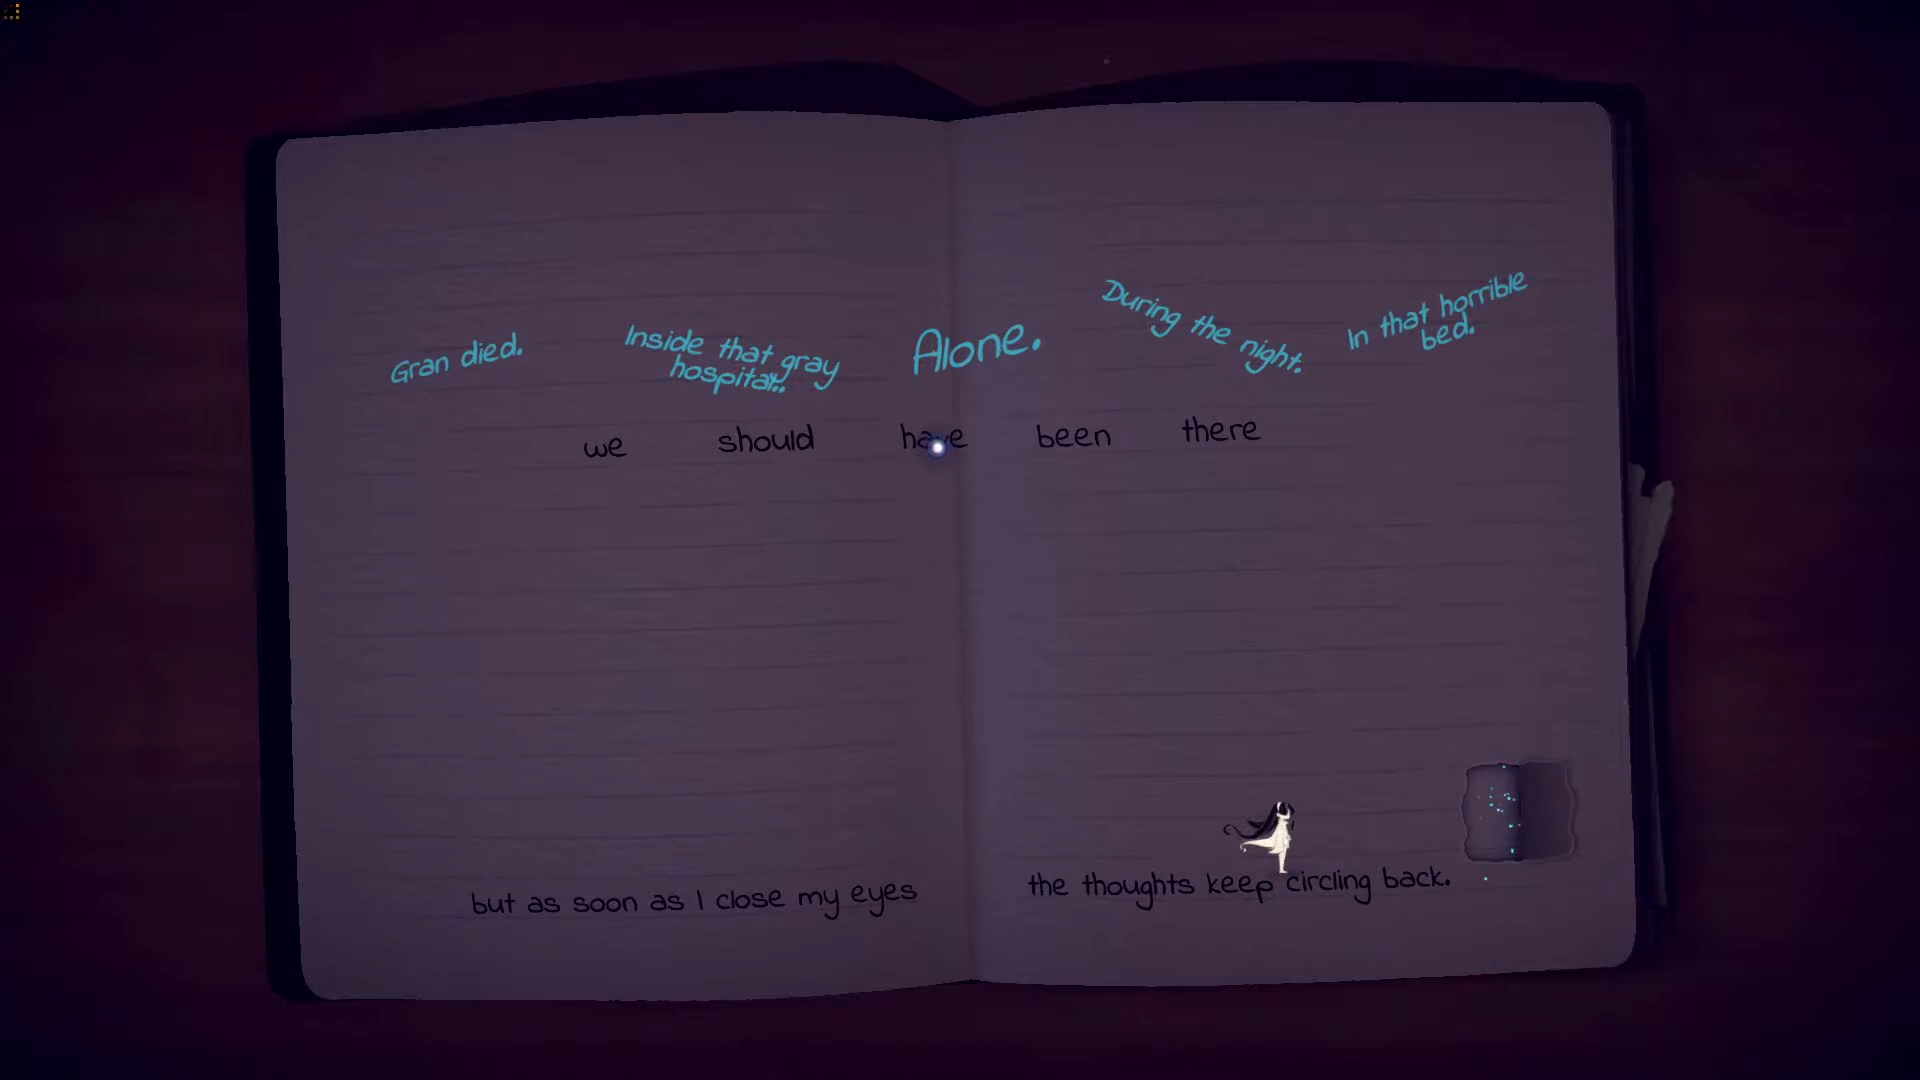 Gran died.
Inside that gray
hospital..
Alone.
During the night.
In that horrible
bed.
we should have been there
but as soon as I close my eyes
the thoughts keep circling back.